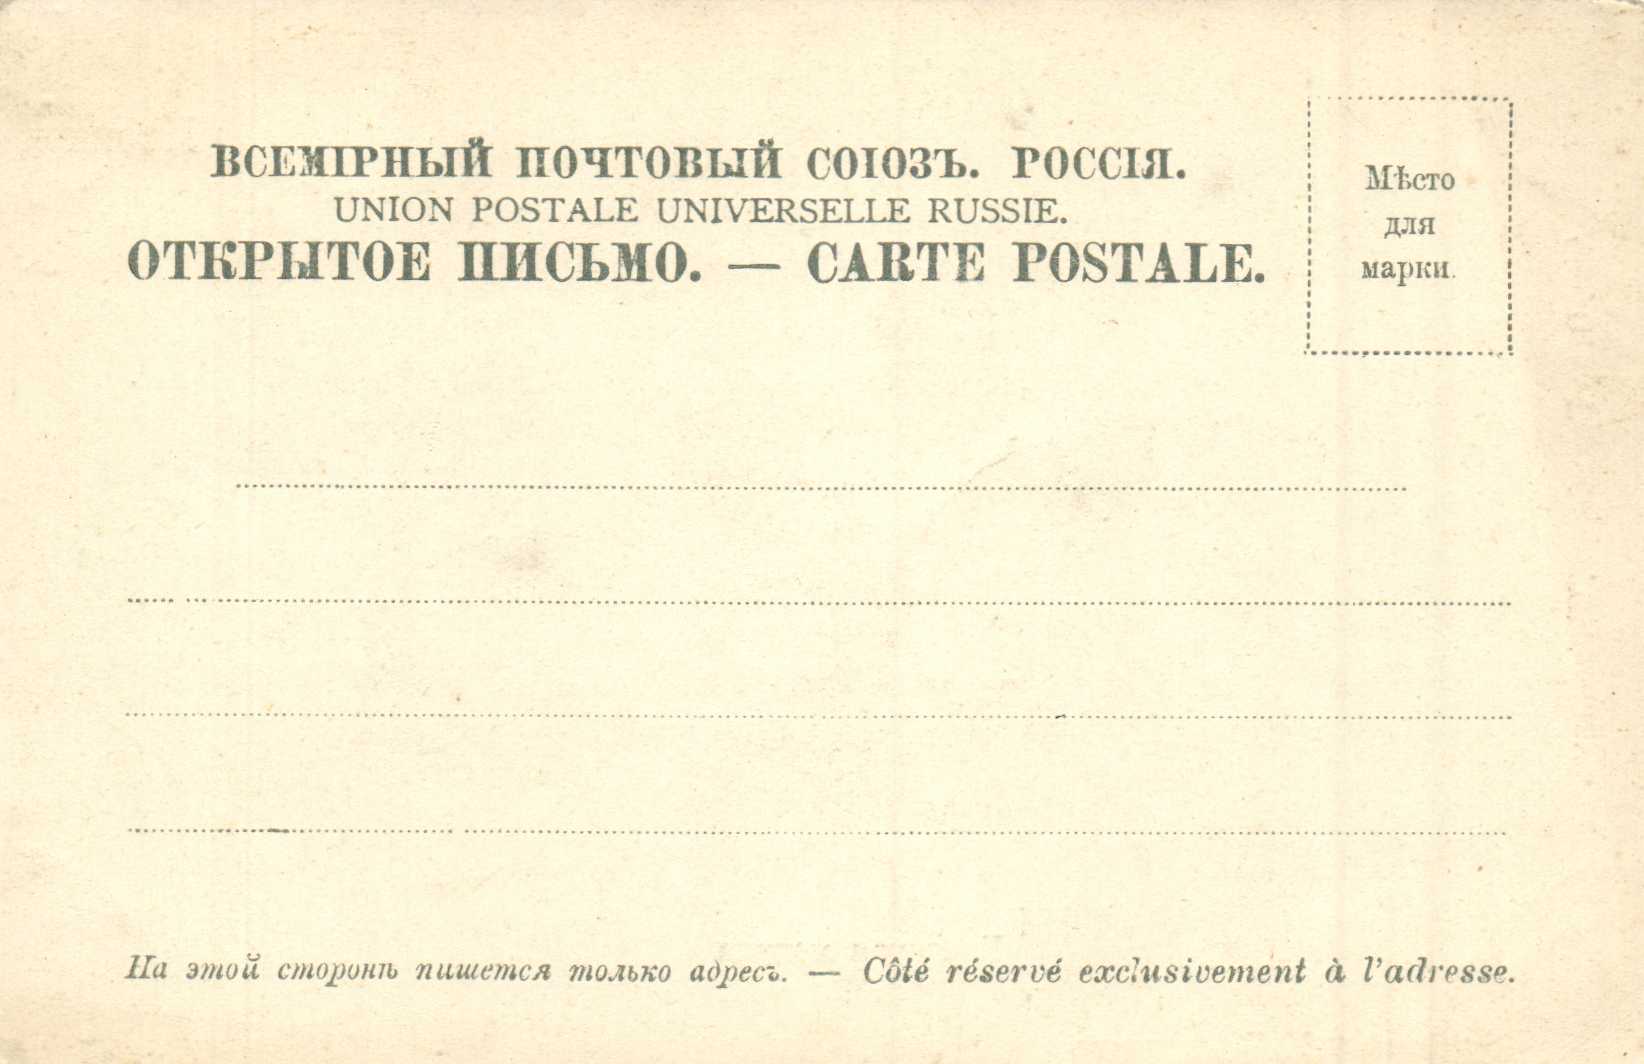 ВСЕМІРНЫЙ ПОЧТОВЫЙ СОЮЗЪ. РОССІЯ.
UNION POSTALE UNIVERSELLE RUSSIE.
ОТКРЫТОЕ ПИСЬМО. — CARTE POSTALE.
Мѣсто
для
марки.
На этой сторонѣ пишется только адресъ. — Côté réservé exclusivement à l'adresse.